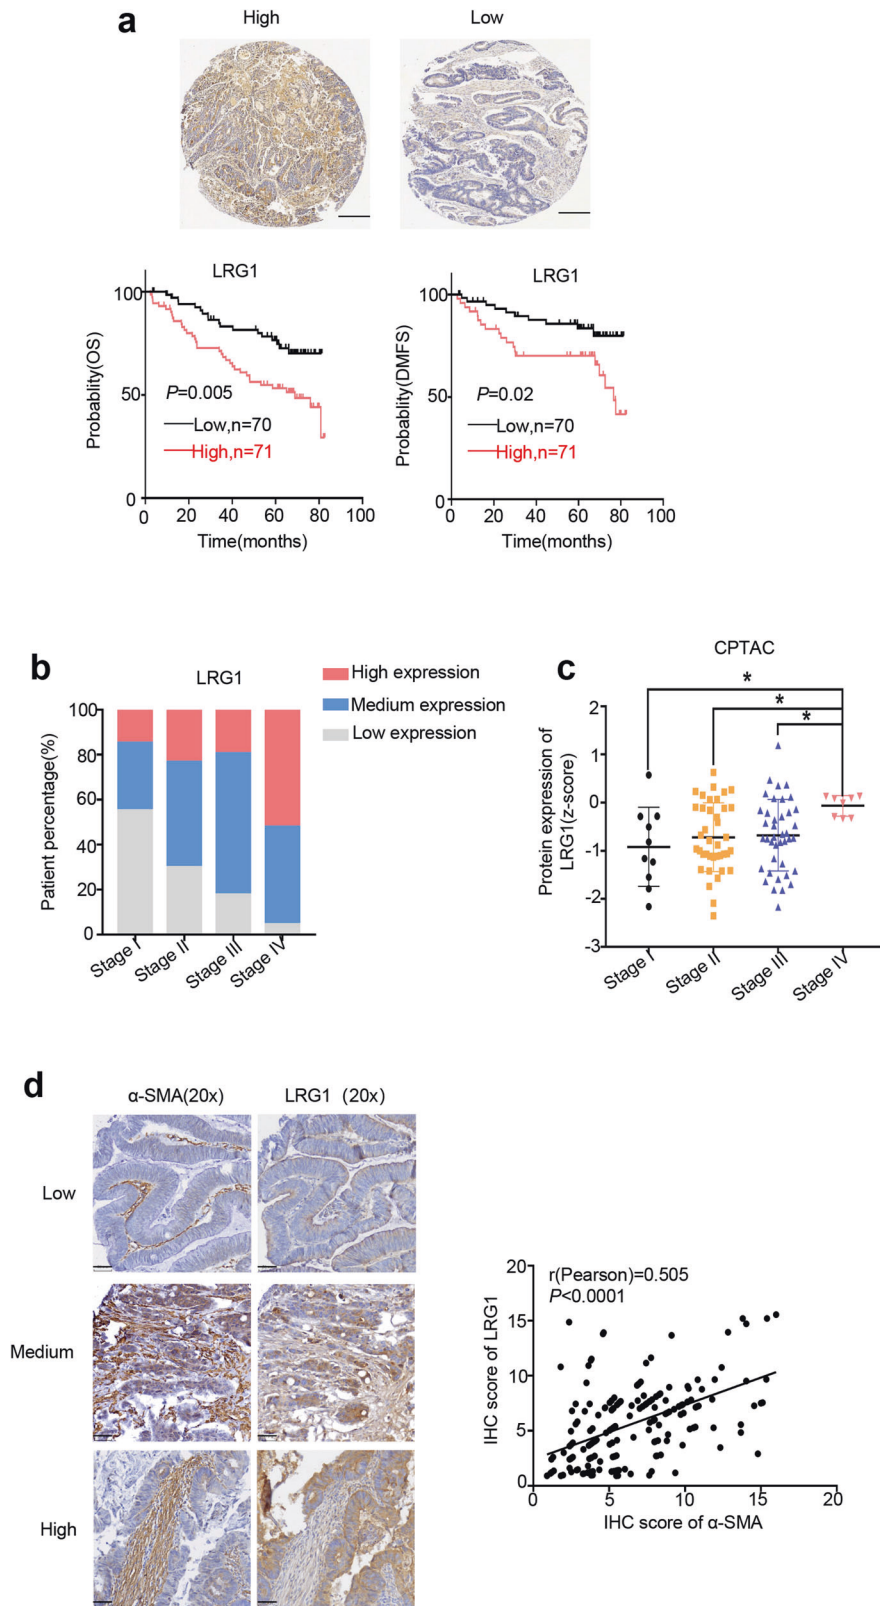 a
High
Low
LRG1
Probablity(OS)
100
50
0
P=0.005
Low,n=70
High,n=71
0 20 40 60 80 100
Time(months)
LRG1
Probablity(DMFS)
100
50
0
P=0.02
Low,n=70
High,n=71
0 20 40 60 80 100
Time(months)
b
LRG1
High expression
Medium expression
Low expression
Patient percentage(%)
100
80
60
40
20
0
Stage I
Stage II
Stage III
Stage IV
c
CPTAC
*
*
*
Protein expression of
LRG1(z-score)
2
1
0
-1
-2
-3
Stage I
Stage II
Stage III
Stage IV
d
α-SMA(20x)
LRG1 (20x)
Low
Medium
High
r(Pearson)=0.505
P<0.0001
IHC score of LRG1
20
15
10
5
0
0 5 10 15 20
IHC score of α-SMA